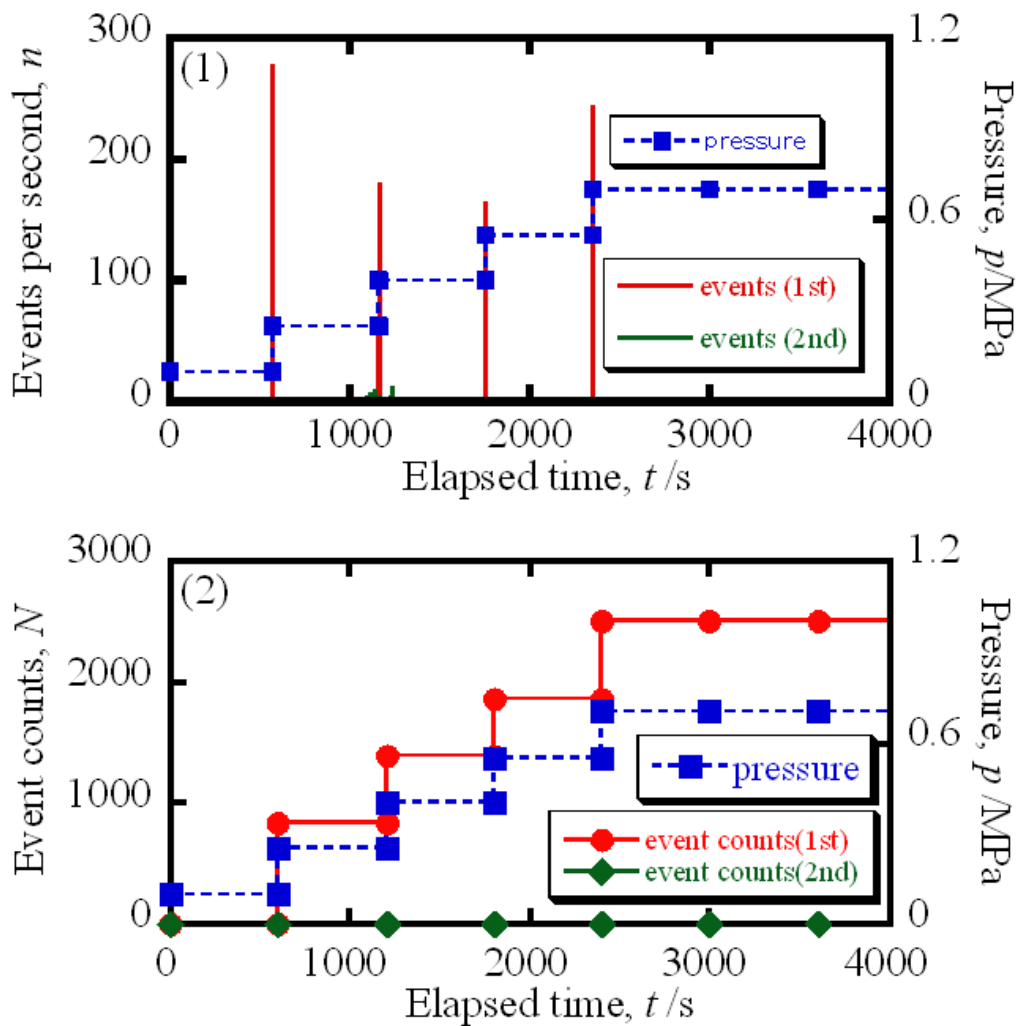 300
200
100
0
Events per second, n
(1)
1.2
0.6
0
Pressure, p/MPa
pressure
events (1st)
events (2nd)
0 1000 2000 3000 4000
Elapsed time, t /s
3000
2000
1000
0
Event counts, N
(2)
1.2
0.6
0
Pressure, p /MPa
pressure
event counts(1st)
event counts(2nd)
0 1000 2000 3000 4000
Elapsed time, t /s